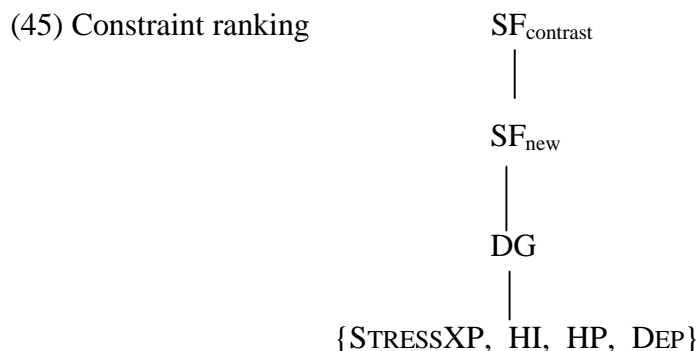 (45) Constraint ranking SFcontrast
SFnew
DG
{STRESSXP, HI, HP, DEP}